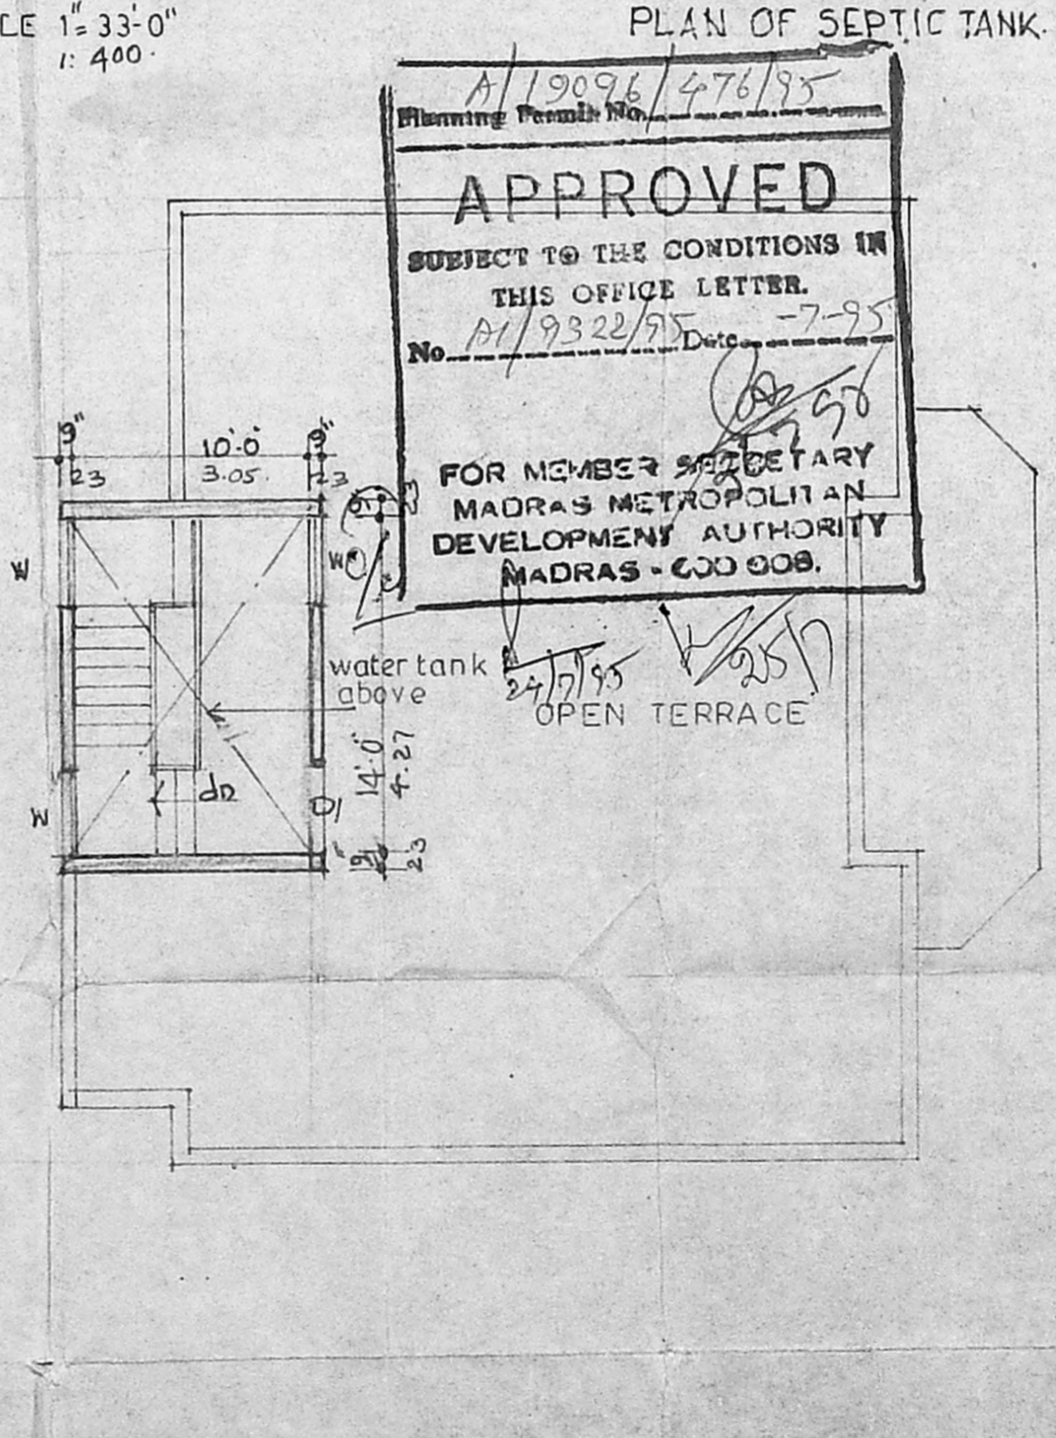 LE 1"= 33'-0"
1: 400.
PLAN OF SEPTIC TANK.
A/19096/476/95
Planning Permit No.
APPROVED
SUBJECT TO THE CONDITIONS IN
THIS OFFICE LETTER.
No A1/9322/95 Date -7-95
FOR MEMBER SECRETARY
MADRAS METROPOLITAN
DEVELOPMENT AUTHORITY
MADRAS - 600 008.
9" 10'-0" 9"
23 3.05. 23
W
W
water tank
above
24/7/95
25/7
OPEN TERRACE
14'-0"
4.27
dn
W
D1
9"
23